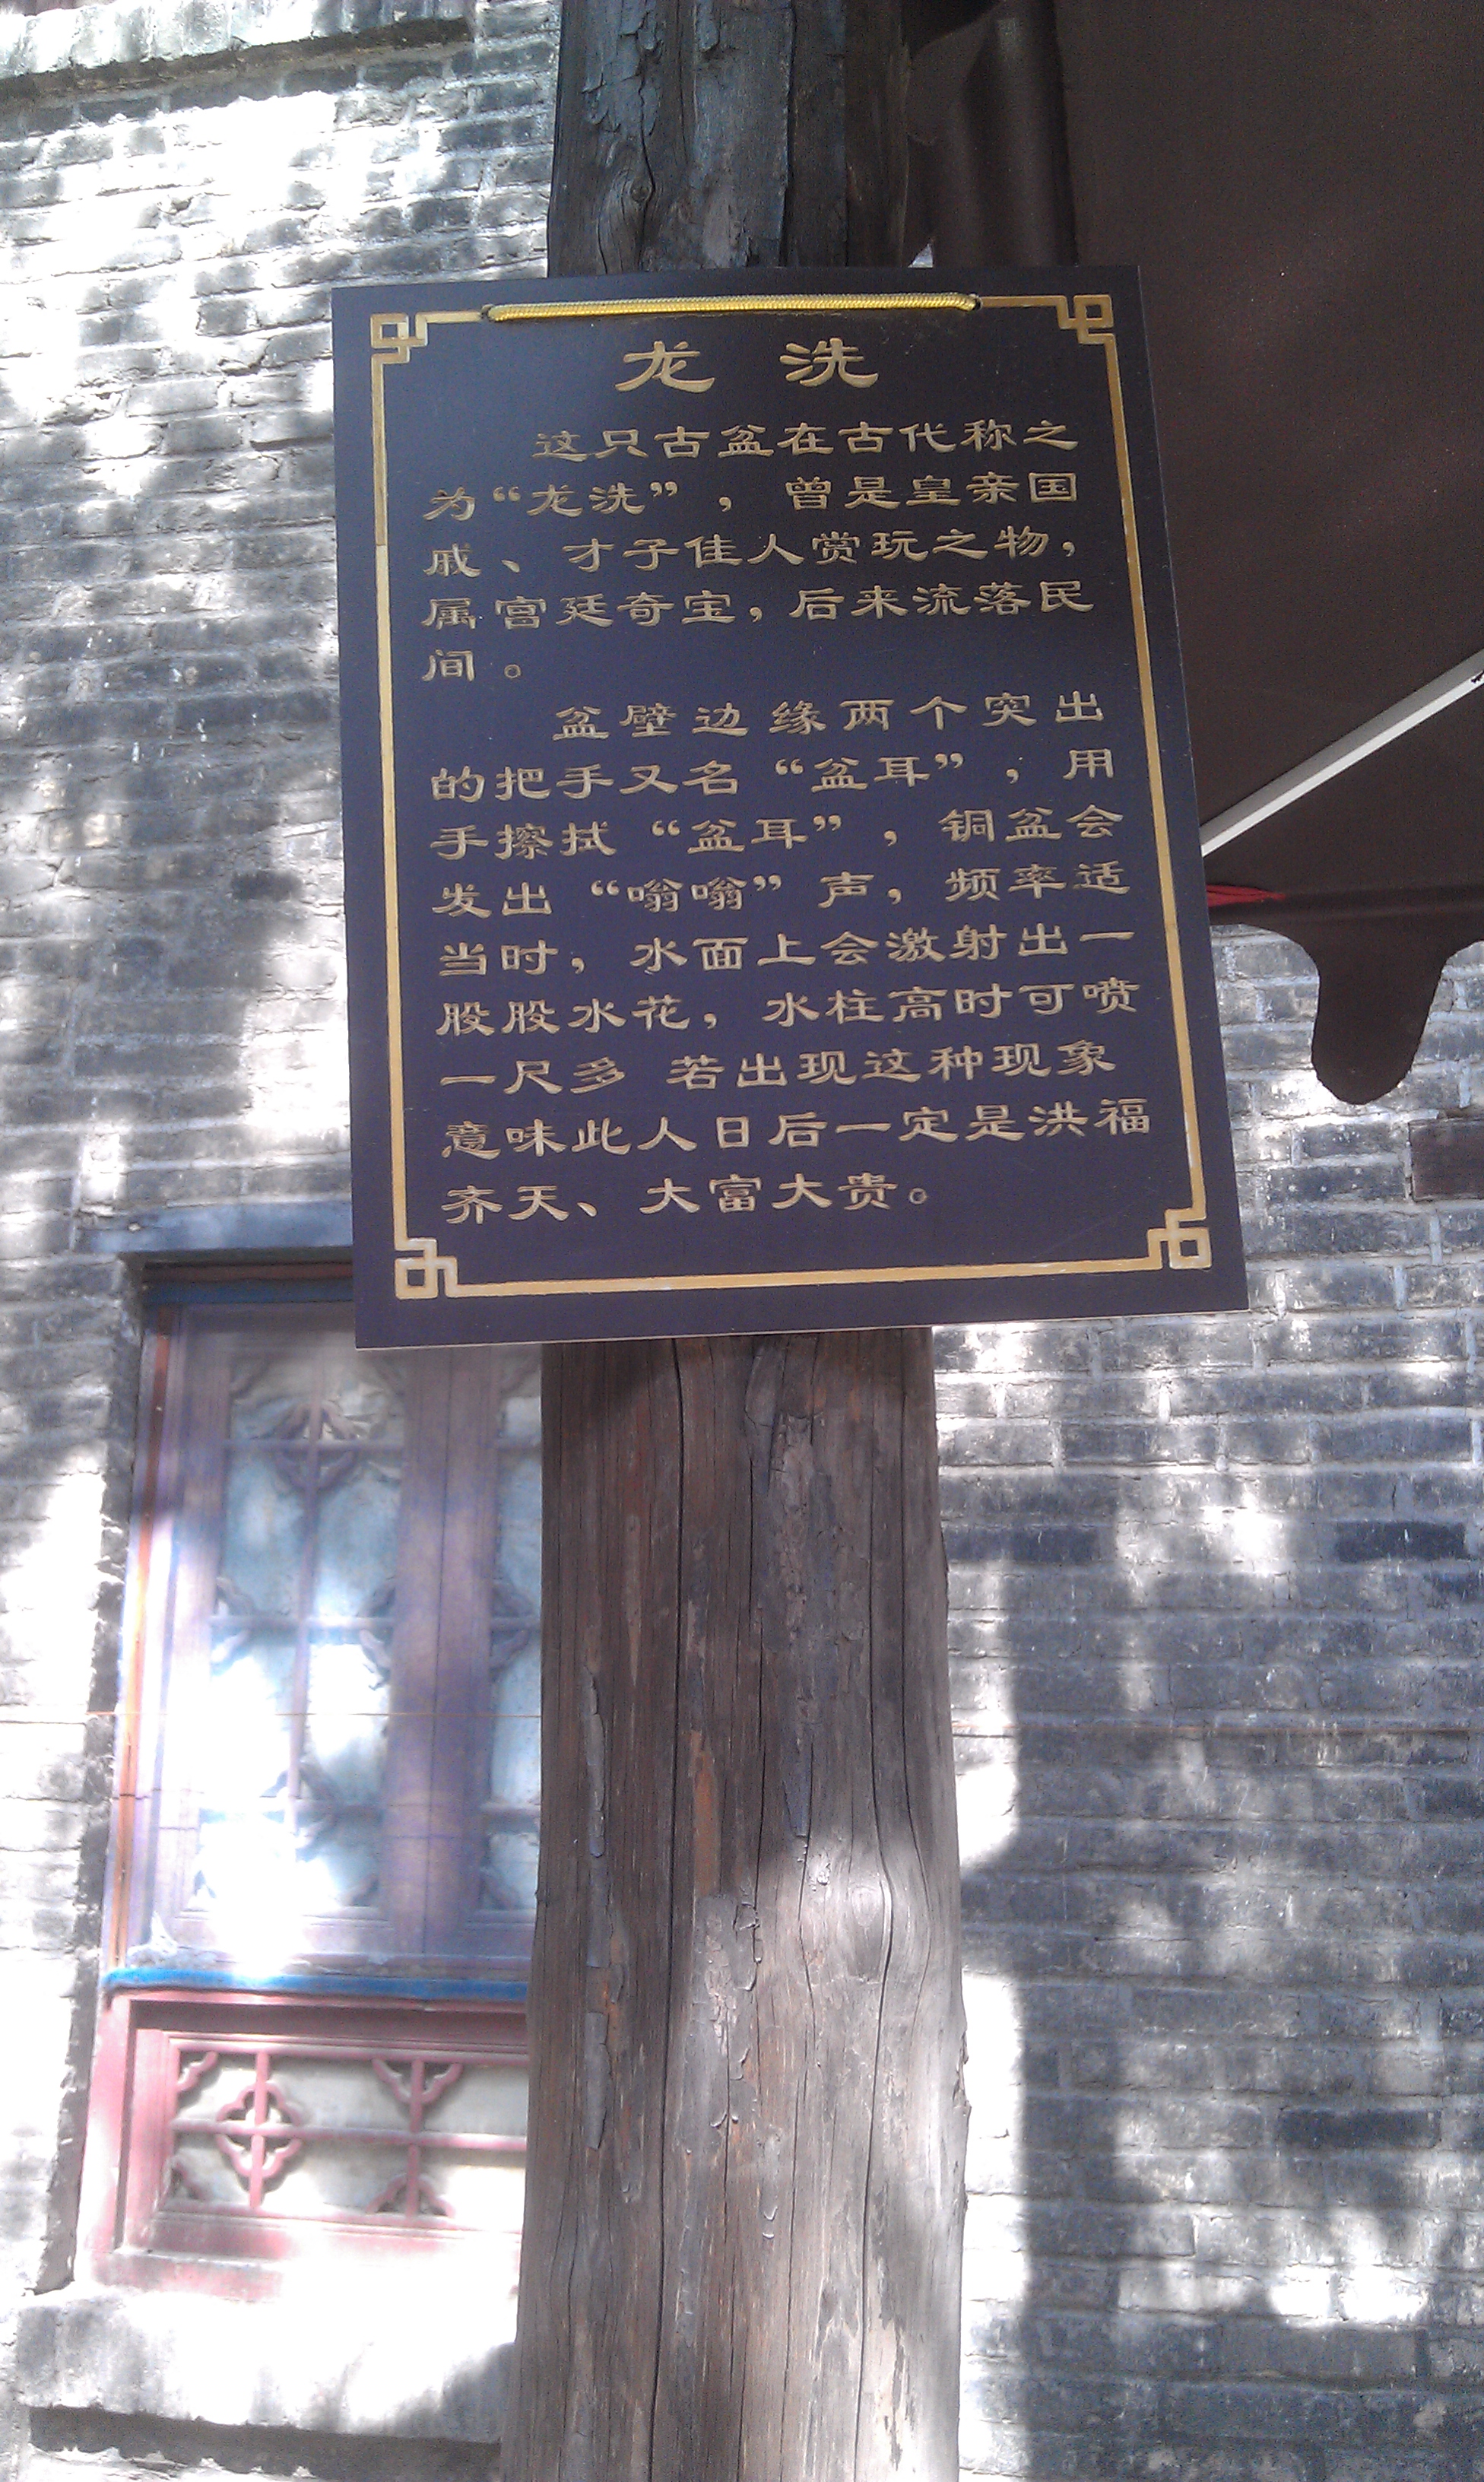 龙 洗
这只古盆在古代称之
为“龙洗”，曾是皇亲国
戚、才子佳人赏玩之物，
属宫廷奇宝，后来流落民
间。
盆壁边缘两个突出
的把手又名“盆耳”，用
手擦拭“盆耳”，铜盆会
发出“嗡嗡”声，频率适
当时，水面上会激射出一
股股水花，水柱高时可喷
一尺多 若出现这种现象
意味此人日后一定是洪福
齐天、大富大贵。